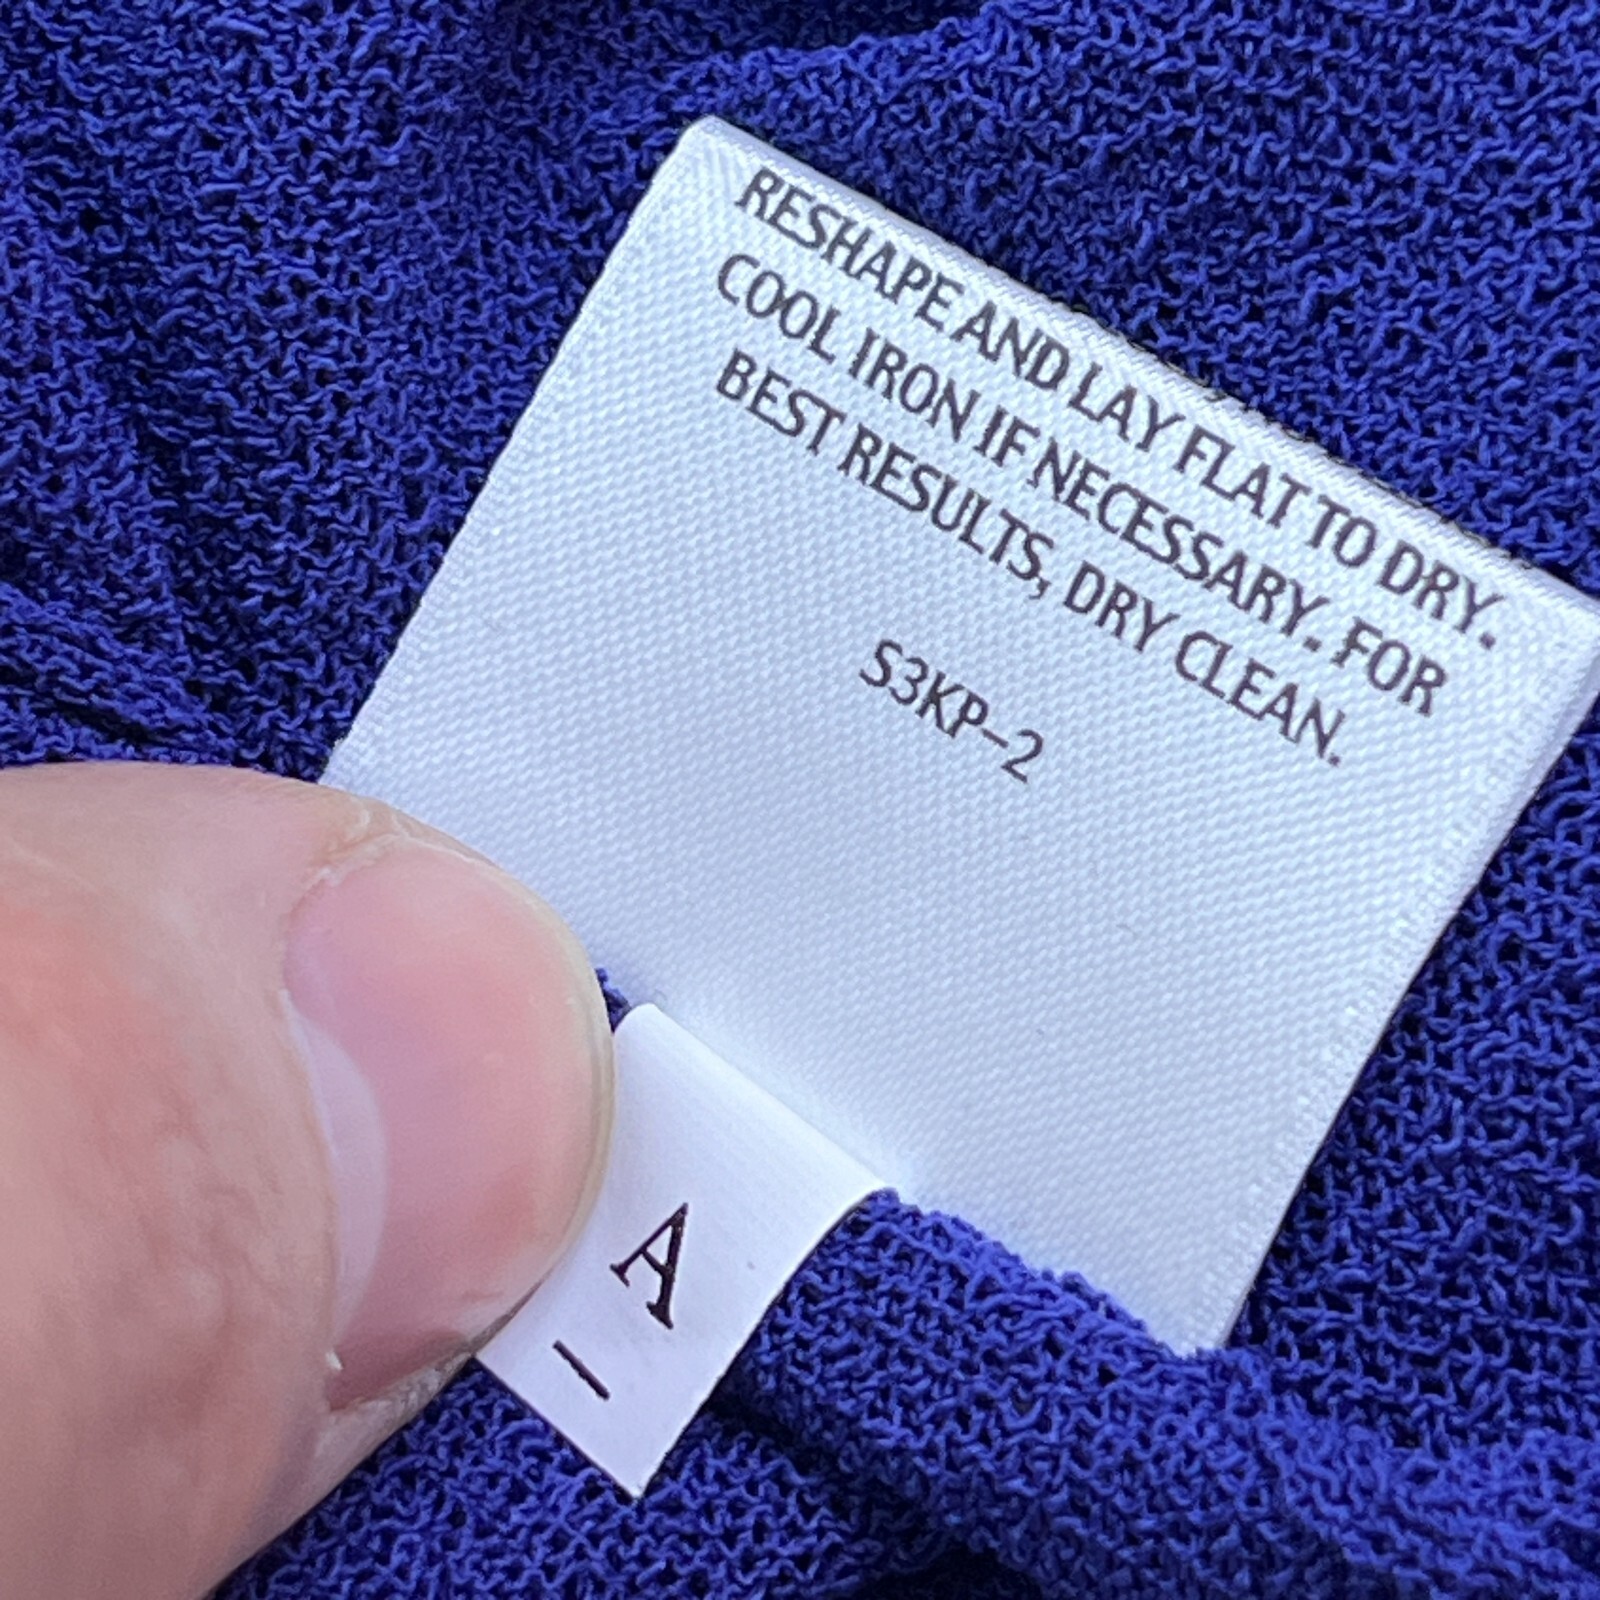 RESHAPE AND LAY FLAT TO DRY.
COOL IRON IF NECESSARY. FOR
BEST RESULTS, DRY CLEAN.
S3KP-2
A